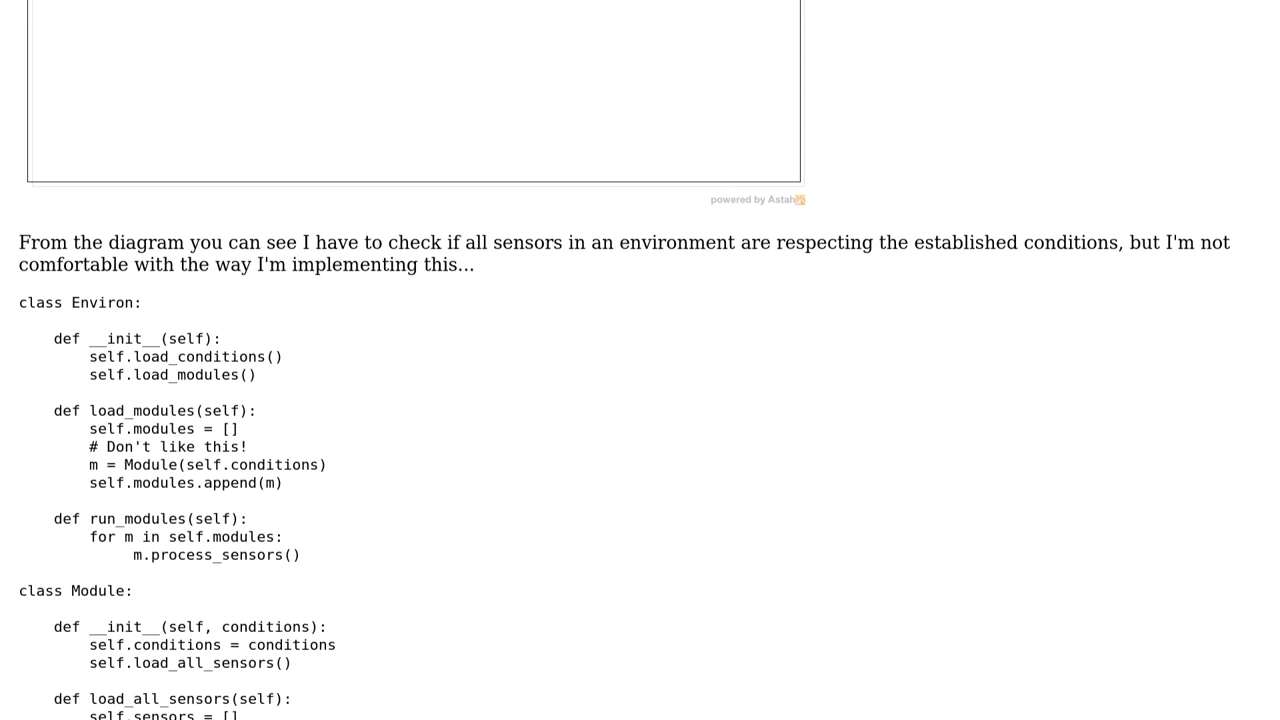 powered by Astah
From the diagram you can see I have to check if all sensors in an environment are respecting the established conditions, but I'm not
comfortable with the way I'm implementing this...
class Environ:
    def __init__(self):
        self.load_conditions()
        self.load_modules()
    def load_modules(self):
        self.modules = []
        # Don't like this!
        m = Module(self.conditions)
        self.modules.append(m)
    def run_modules(self):
        for m in self.modules:
             m.process_sensors()
class Module:
    def __init__(self, conditions):
        self.conditions = conditions
        self.load_all_sensors()
    def load_all_sensors(self):
        self.sensors = []